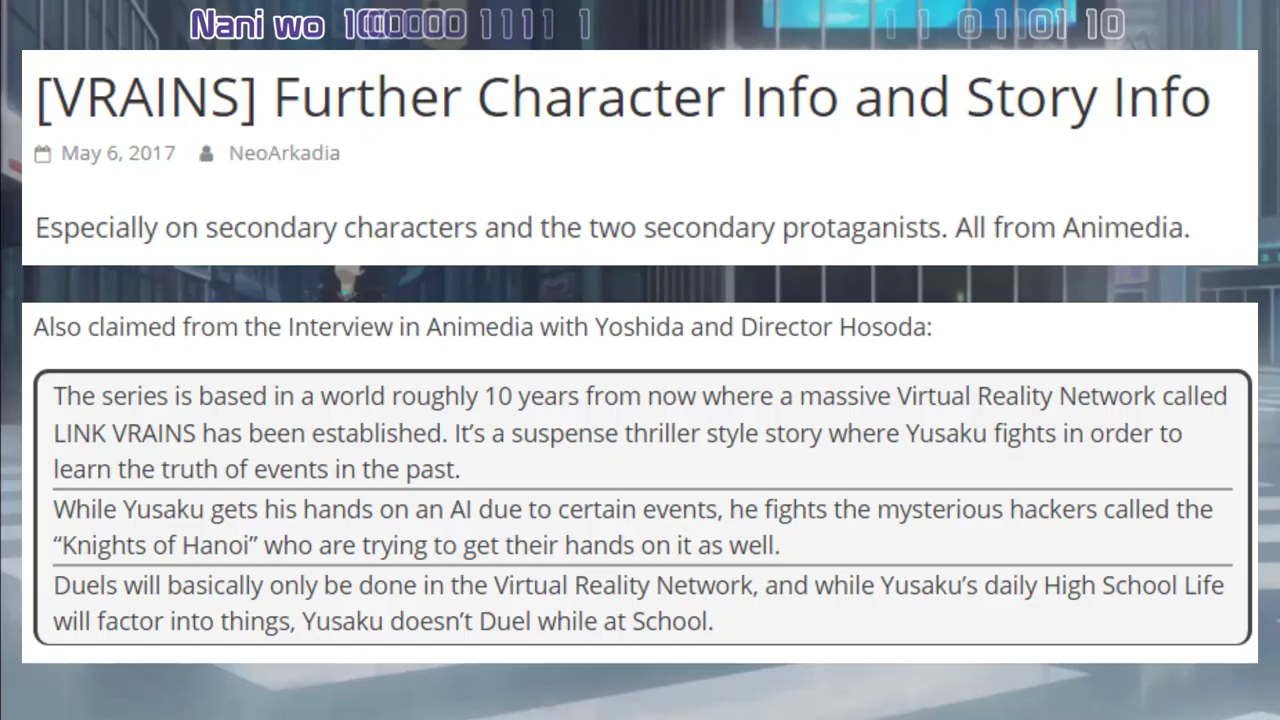 Nani wo 100000 1111 1 11 0 1101 10
[VRAINS] Further Character Info and Story Info
May 6, 2017 NeoArkadia
Especially on secondary characters and the two secondary protaganists. All from Animedia.
Also claimed from the Interview in Animedia with Yoshida and Director Hosoda:
The series is based in a world roughly 10 years from now where a massive Virtual Reality Network called
LINK VRAINS has been established. It’s a suspense thriller style story where Yusaku fights in order to
learn the truth of events in the past.
While Yusaku gets his hands on an AI due to certain events, he fights the mysterious hackers called the
“Knights of Hanoi” who are trying to get their hands on it as well.
Duels will basically only be done in the Virtual Reality Network, and while Yusaku’s daily High School Life
will factor into things, Yusaku doesn’t Duel while at School.